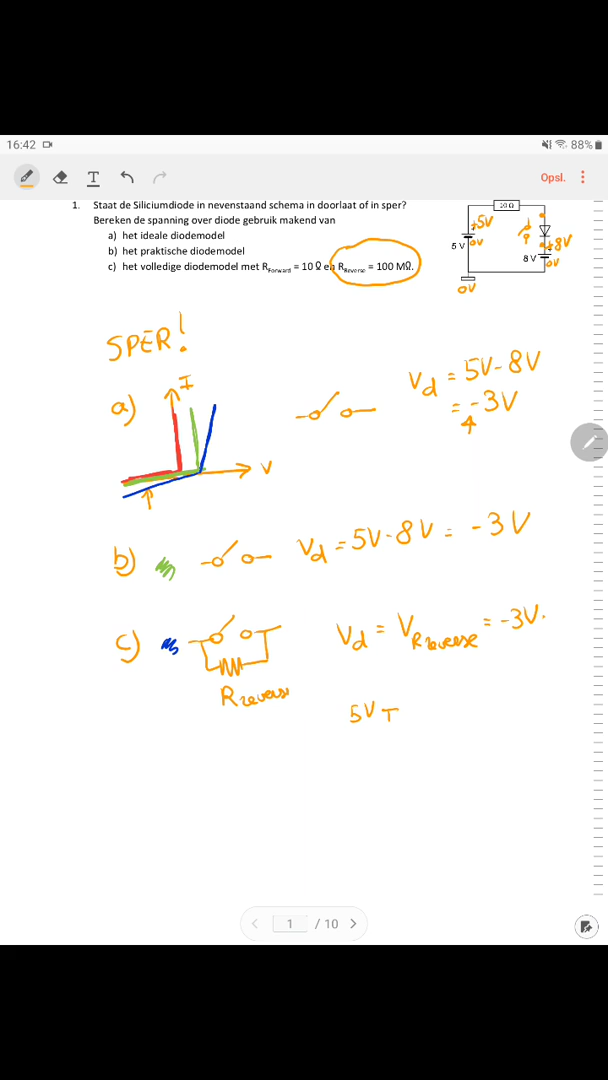 16:42
88%
T
Opsl.
1. Staat de Siliciumdiode in nevenstaand schema in doorlaat of in sper?
Bereken de spanning over diode gebruik makend van
a) het ideale diodemodel
b) het praktische diodemodel
c) het volledige diodemodel met RForward = 10 Ω en RReverse = 100 MΩ.
+5V
0V
5 V
+8V
8 V
0V
0V
SPER!
a)
I
V
Vd = 5V-8V
= -3V
b)
Vd = 5V-8V = -3V
c)
Vd = VRreverse = -3V.
Rrevers
5V
1 / 10